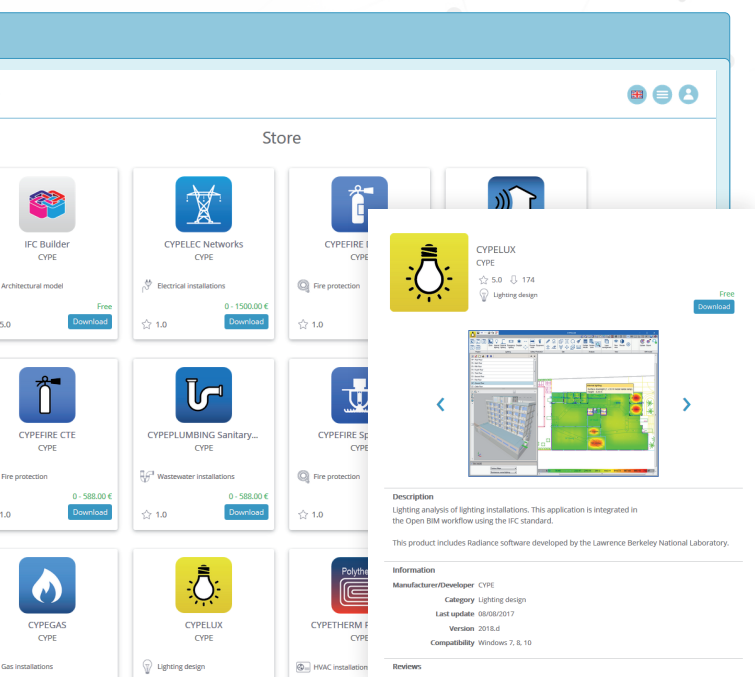 Store
IFC Builder
CYPE
Architectural model
Free
5.0
Download
CYPELEC Networks
CYPE
Electrical installations
0 - 1500.00 €
1.0
Download
CYPEFIRE
CYPE
Fire protection
1.0
CYPEFIRE CTE
CYPE
Fire protection
0 - 588.00 €
1.0
Download
CYPEPLUMBING Sanitary...
CYPE
Wastewater installations
0 - 588.00 €
1.0
Download
CYPEFIRE Sp
CYPE
Fire protection
1.0
CYPEGAS
CYPE
Gas installations
CYPELUX
CYPE
Lighting design
Polythe
CYPETHERM
CYPE
HVAC installation
CYPELUX
CYPE
5.0 174
Lighting design
Free
Download
Description
Lighting analysis of lighting installations. This application is integrated in
the Open BIM workflow using the IFC standard.
This product includes Radiance software developed by the Lawrence Berkeley National Laboratory.
Information
Manufacturer/Developer CYPE
Category Lighting design
Last update 08/08/2017
Version 2018.d
Compatibility Windows 7, 8, 10
Reviews